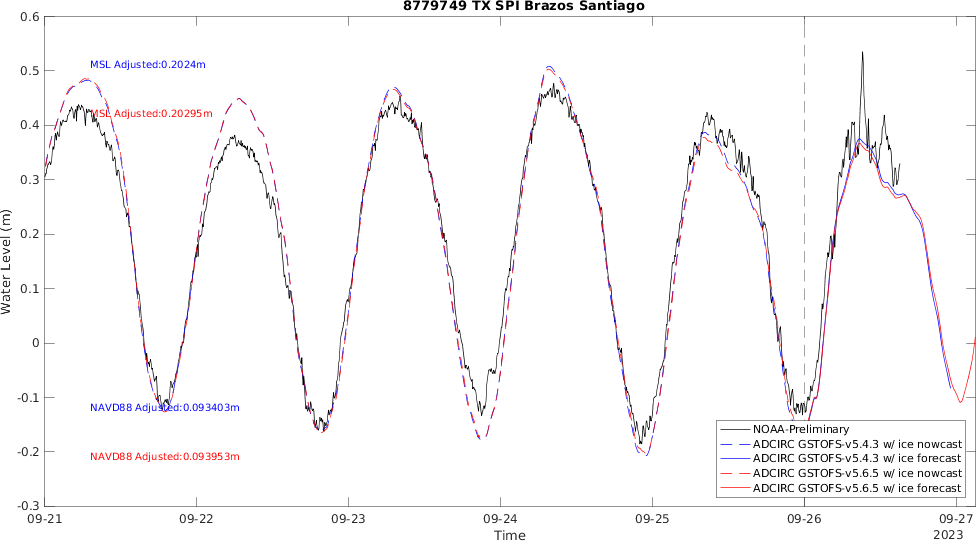 8779749 TX SPI Brazos Santiago
0.6
0.5
0.4
0.3
0.2
0.1
0
-0.1
-0.2
-0.3
Water Level (m)
MSL Adjusted:0.2024m
MSL Adjusted:0.20295m
NAVD88 Adjusted:0.093403m
NAVD88 Adjusted:0.093953m
NOAA-Preliminary
ADCIRC GSTOFS-v5.4.3 w/ ice nowcast
ADCIRC GSTOFS-v5.4.3 w/ ice forecast
ADCIRC GSTOFS-v5.6.5 w/ ice nowcast
ADCIRC GSTOFS-v5.6.5 w/ ice forecast
09-21 09-22 09-23 09-24 09-25 09-26 09-27
Time
2023